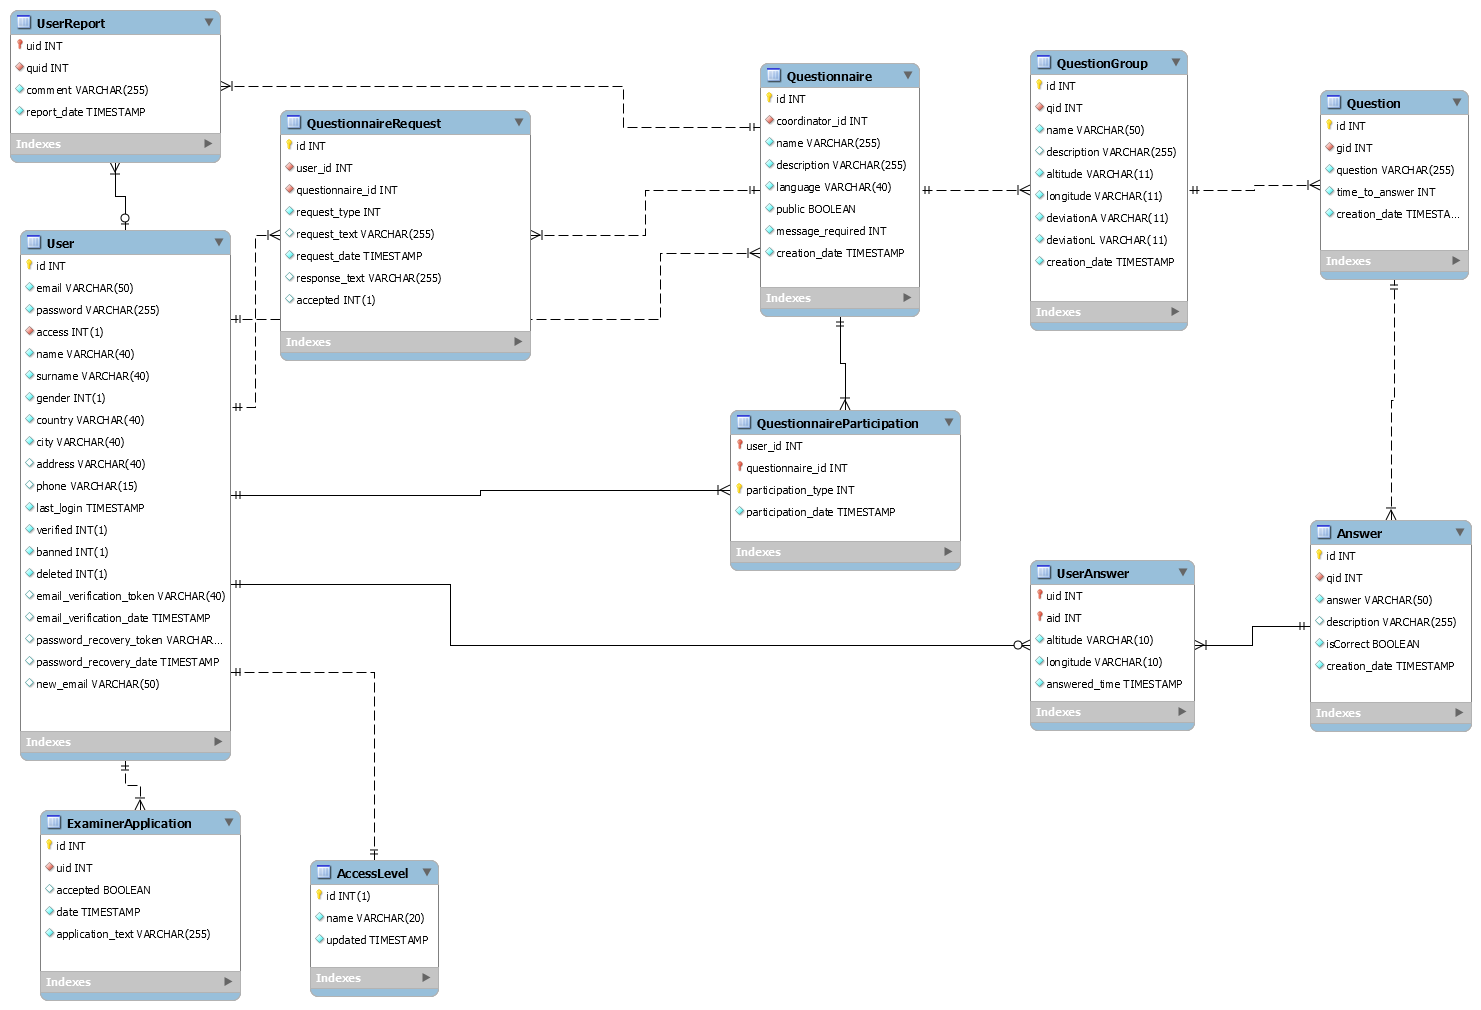 UserReport
uid INT
quid INT
comment VARCHAR(255)
report_date TIMESTAMP
Indexes
QuestionnaireRequest
id INT
user_id INT
questionnaire_id INT
request_type INT
request_text VARCHAR(255)
request_date TIMESTAMP
response_text VARCHAR(255)
accepted INT(1)
Indexes
Questionnaire
id INT
coordinator_id INT
name VARCHAR(255)
description VARCHAR(255)
language VARCHAR(40)
public BOOLEAN
message_required INT
creation_date TIMESTAMP
Indexes
QuestionGroup
id INT
qid INT
name VARCHAR(50)
description VARCHAR(255)
altitude VARCHAR(11)
longitude VARCHAR(11)
deviationA VARCHAR(11)
deviationL VARCHAR(11)
creation_date TIMESTAMP
Indexes
Question
id INT
gid INT
question VARCHAR(255)
time_to_answer INT
creation_date TIMESTA...
Indexes
User
id INT
email VARCHAR(50)
password VARCHAR(255)
access INT(1)
name VARCHAR(40)
surname VARCHAR(40)
gender INT(1)
country VARCHAR(40)
city VARCHAR(40)
address VARCHAR(40)
phone VARCHAR(15)
last_login TIMESTAMP
verified INT(1)
banned INT(1)
deleted INT(1)
email_verification_token VARCHAR(40)
email_verification_date TIMESTAMP
password_recovery_token VARCHAR...
password_recovery_date TIMESTAMP
new_email VARCHAR(50)
Indexes
QuestionnaireParticipation
user_id INT
questionnaire_id INT
participation_type INT
participation_date TIMESTAMP
Indexes
UserAnswer
uid INT
aid INT
altitude VARCHAR(10)
longitude VARCHAR(10)
answered_time TIMESTAMP
Indexes
Answer
id INT
qid INT
answer VARCHAR(50)
description VARCHAR(255)
isCorrect BOOLEAN
creation_date TIMESTAMP
Indexes
ExaminerApplication
id INT
uid INT
accepted BOOLEAN
date TIMESTAMP
application_text VARCHAR(255)
Indexes
AccessLevel
id INT(1)
name VARCHAR(20)
updated TIMESTAMP
Indexes